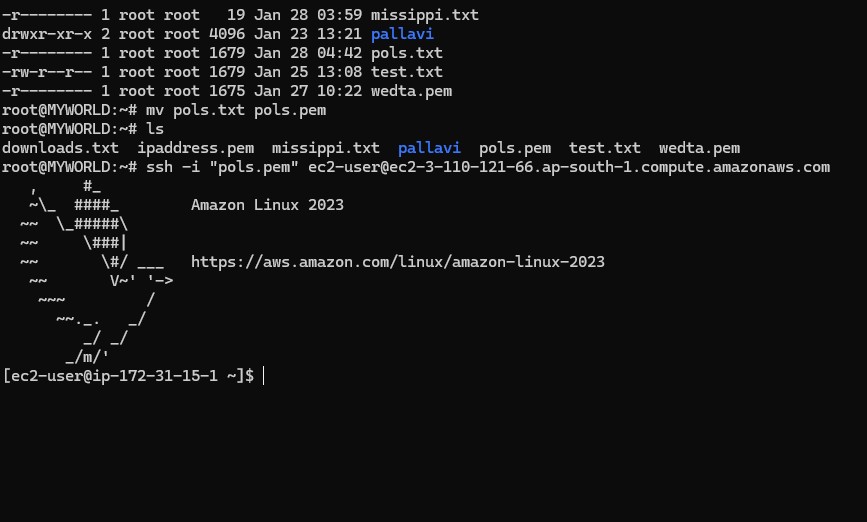 -r-------- 1 root root   19 Jan 28 03:59 missippi.txt
drwxr-xr-x 2 root root 4096 Jan 23 13:21 pallavi
-r-------- 1 root root 1679 Jan 28 04:42 pols.txt
-rw-r--r-- 1 root root 1679 Jan 25 13:08 test.txt
-r-------- 1 root root 1675 Jan 27 10:22 wedta.pem
root@MYWORLD:~# mv pols.txt pols.pem
root@MYWORLD:~# ls
downloads.txt  ipaddress.pem  missippi.txt  pallavi  pols.pem  test.txt  wedta.pem
root@MYWORLD:~# ssh -i "pols.pem" ec2-user@ec2-3-110-121-66.ap-south-1.compute.amazonaws.com
   ,     #_
   ~\_  ####_        Amazon Linux 2023
  ~~  \_#####\
  ~~     \###|
  ~~       \#/ ___   https://aws.amazon.com/linux/amazon-linux-2023
   ~~       V~' '->
    ~~~         /
      ~~._.   _/
         _/ _/
       _/m/'
[ec2-user@ip-172-31-15-1 ~]$